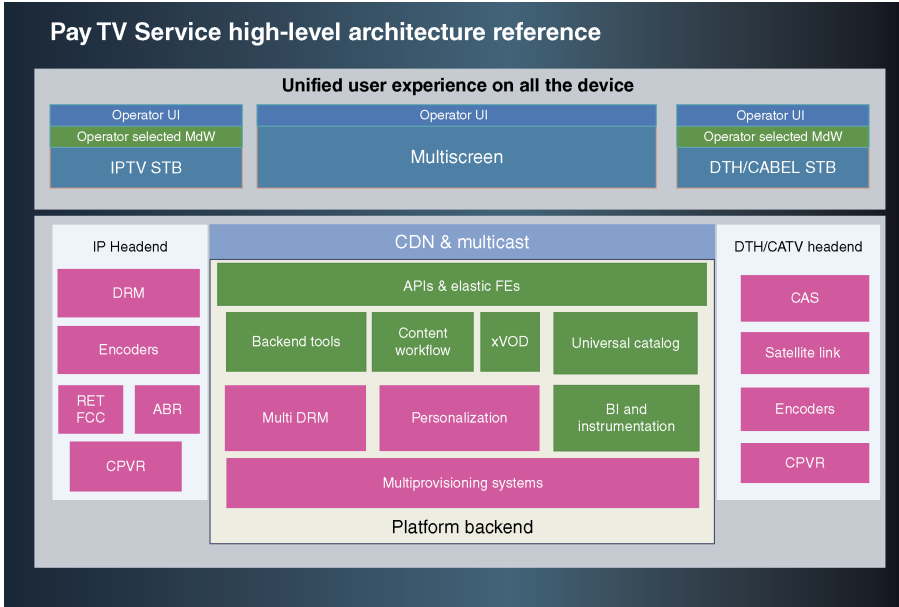 Pay TV Service high-level architecture reference
Unified user experience on all the device
Operator UI
Operator selected MdW
IPTV STB
Operator UI
Multiscreen
Operator UI
Operator selected MdW
DTH/CABEL STB
IP Headend
DRM
Encoders
RET
FCC
ABR
CPVR
CDN & multicast
APIs & elastic FEs
Backend tools
Content
workflow
xVOD
Universal catalog
Multi DRM
Personalization
BI and
instrumentation
Multiprovisioning systems
Platform backend
DTH/CATV headend
CAS
Satellite link
Encoders
CPVR